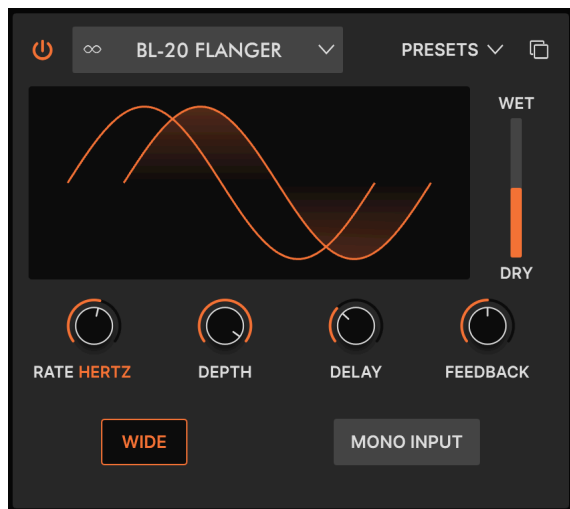 BL-20 FLANGER
PRESETS
WET
DRY
RATE HERTZ
DEPTH
DELAY
FEEDBACK
WIDE
MONO INPUT